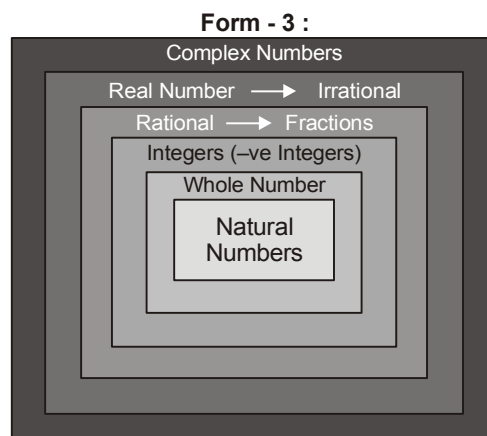 Form - 3 :
Complex Numbers
Real Number → Irrational
Rational → Fractions
Integers (–ve Integers)
Whole Number
Natural
Numbers